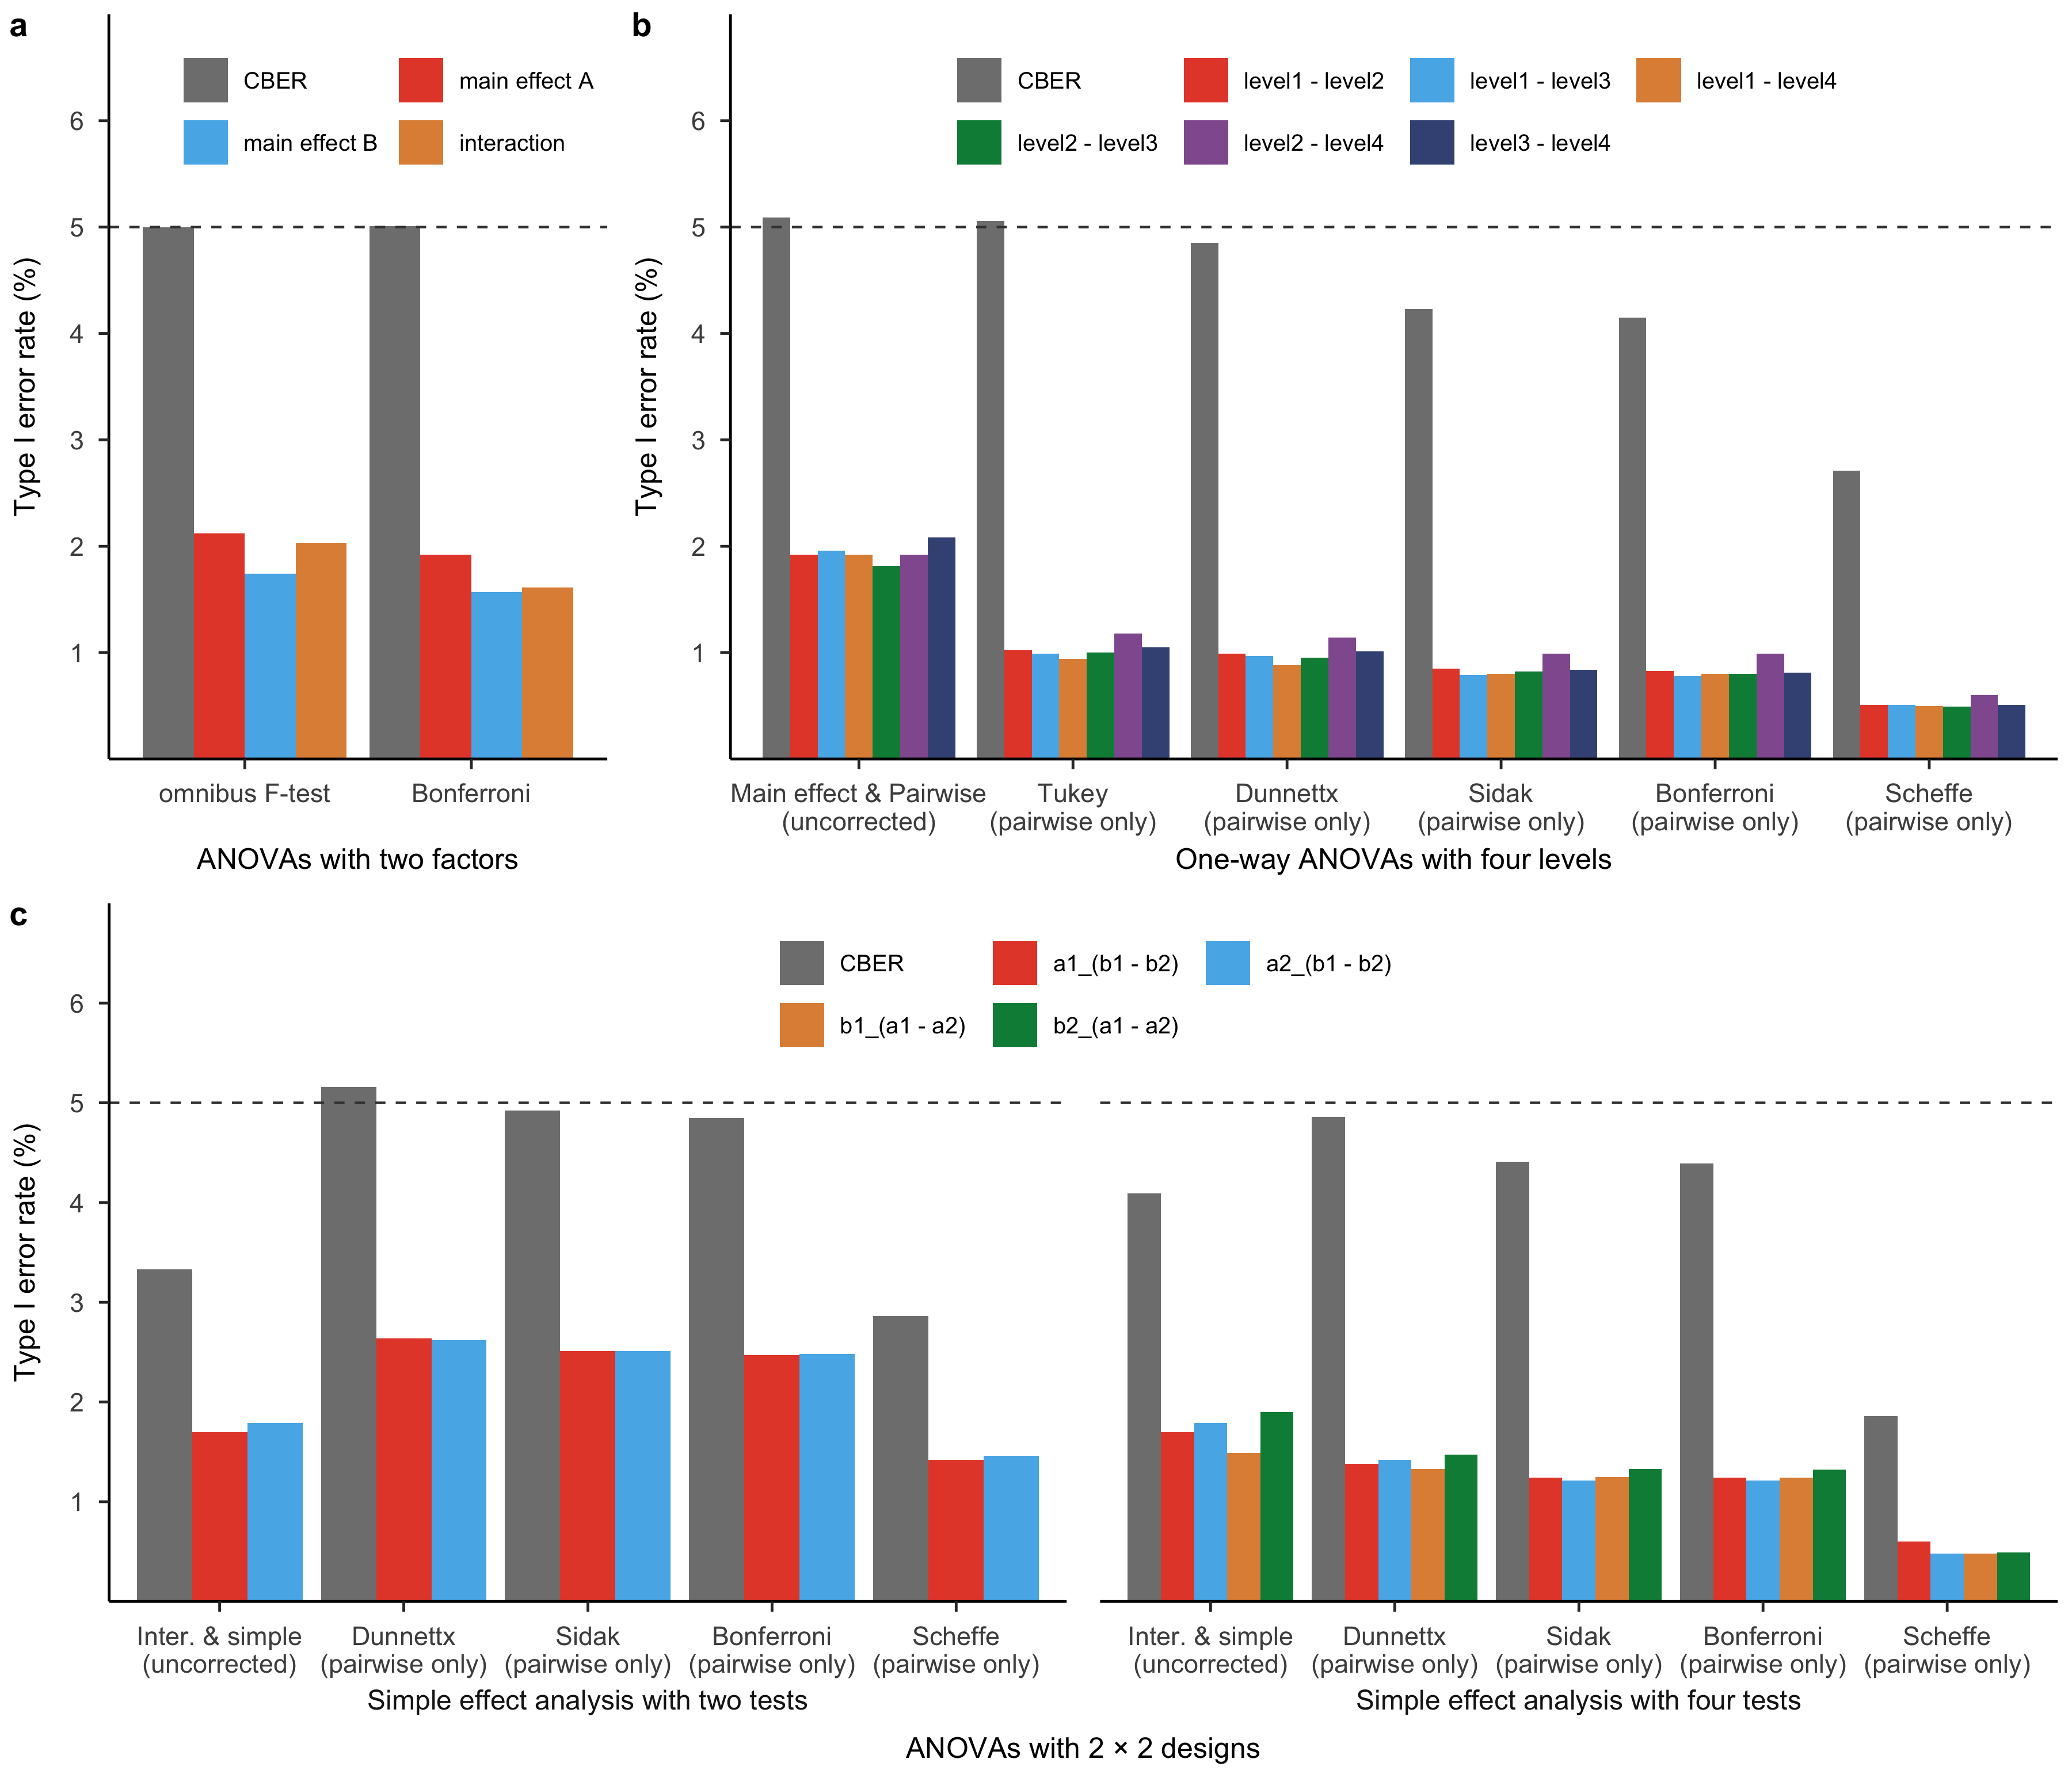 a
CBER
main effect A
main effect B
interaction
Type I error rate (%)
6
5
4
3
2
1
omnibus F-test
Bonferroni
ANOVAs with two factors
b
CBER
level1 - level2
level1 - level3
level1 - level4
level2 - level3
level2 - level4
level3 - level4
Type I error rate (%)
6
5
4
3
2
1
Main effect & Pairwise
(uncorrected)
Tukey
(pairwise only)
Dunnettx
(pairwise only)
Sidak
(pairwise only)
Bonferroni
(pairwise only)
Scheffe
(pairwise only)
One-way ANOVAs with four levels
c
CBER
a1_(b1 - b2)
a2_(b1 - b2)
b1_(a1 - a2)
b2_(a1 - a2)
Type I error rate (%)
6
5
4
3
2
1
Inter. & simple
(uncorrected)
Dunnettx
(pairwise only)
Sidak
(pairwise only)
Bonferroni
(pairwise only)
Scheffe
(pairwise only)
Simple effect analysis with two tests
Inter. & simple
(uncorrected)
Dunnettx
(pairwise only)
Sidak
(pairwise only)
Bonferroni
(pairwise only)
Scheffe
(pairwise only)
Simple effect analysis with four tests
ANOVAs with 2 × 2 designs